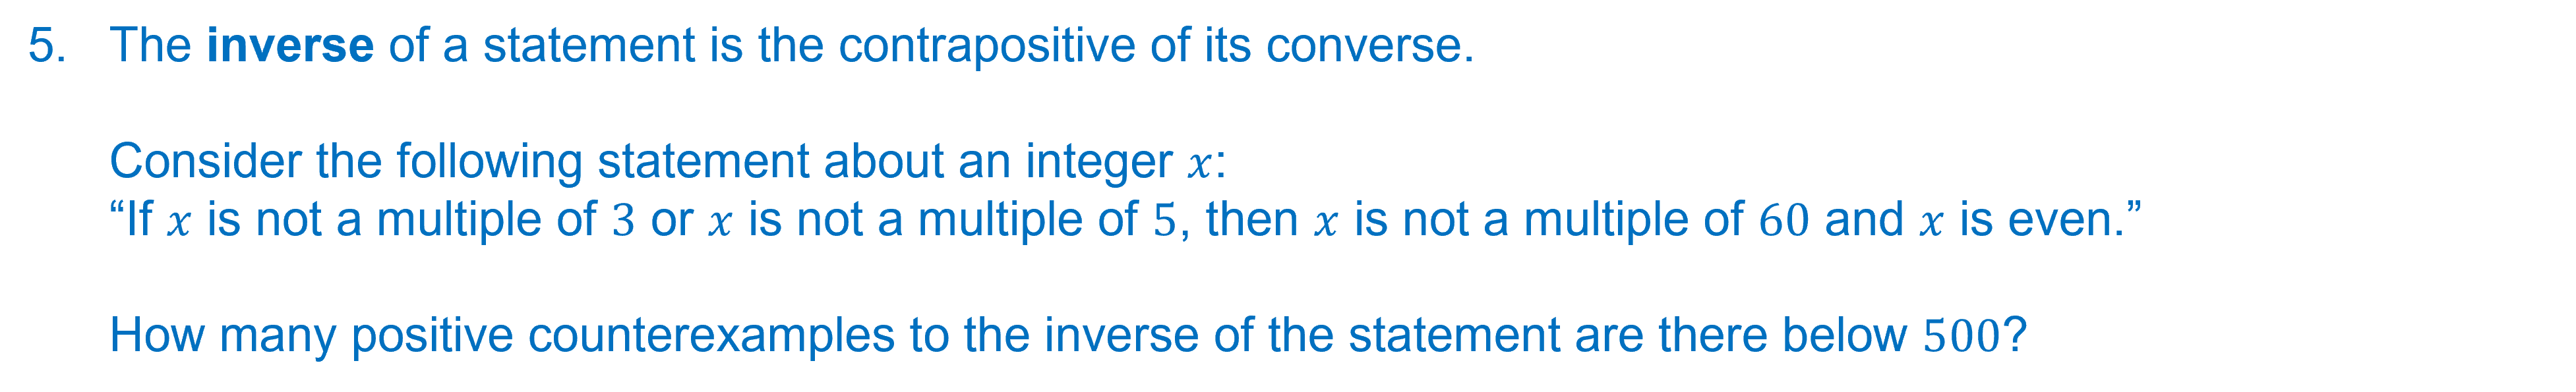 5. The inverse of a statement is the contrapositive of its converse.
Consider the following statement about an integer x:
“If x is not a multiple of 3 or x is not a multiple of 5, then x is not a multiple of 60 and x is even.”
How many positive counterexamples to the inverse of the statement are there below 500?